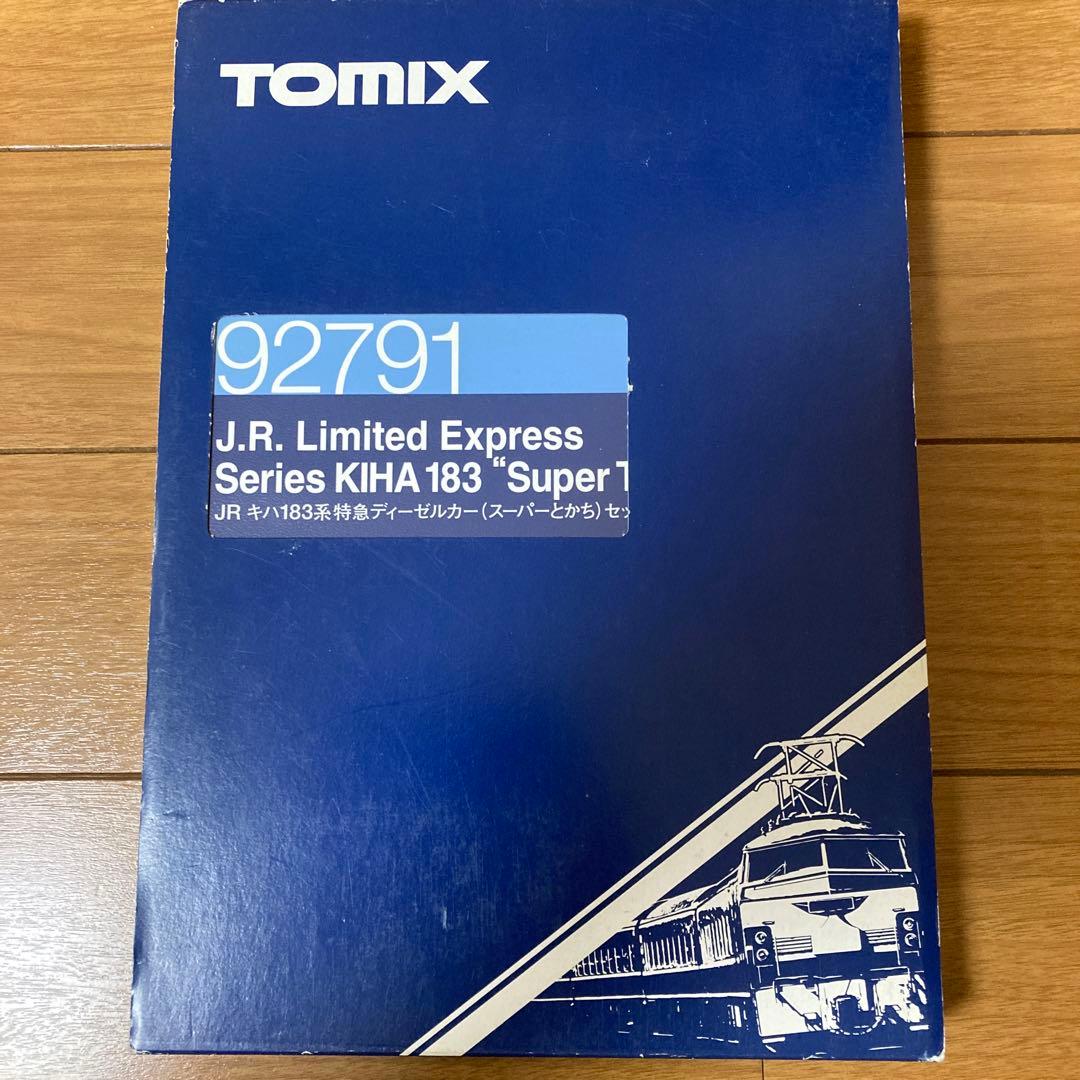 TOMIX
92791
J.R. Limited Express
Series KIHA 183 “Super T
JR キハ183系特急ディーゼルカー(スーパーとかち)セッ